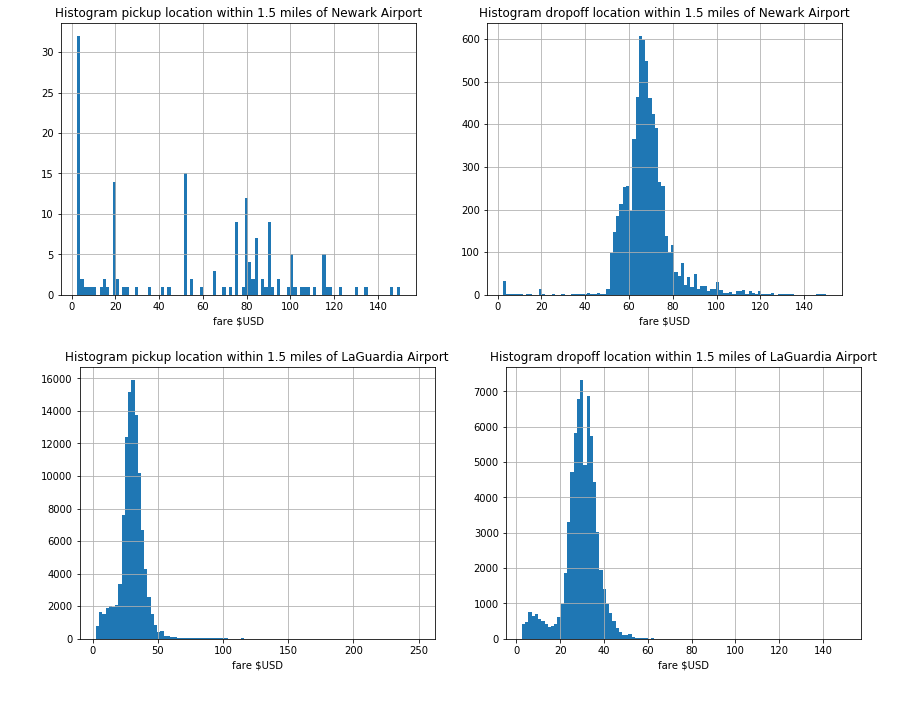 Histogram pickup location within 1.5 miles of Newark Airport
30
25
20
15
10
5
0
0 20 40 60 80 100 120 140
fare $USD
Histogram dropoff location within 1.5 miles of Newark Airport
600
500
400
300
200
100
0
0 20 40 60 80 100 120 140
fare $USD
Histogram pickup location within 1.5 miles of LaGuardia Airport
16000
14000
12000
10000
8000
6000
4000
2000
0
0 50 100 150 200 250
fare $USD
Histogram dropoff location within 1.5 miles of LaGuardia Airport
7000
6000
5000
4000
3000
2000
1000
0
0 20 40 60 80 100 120 140
fare $USD